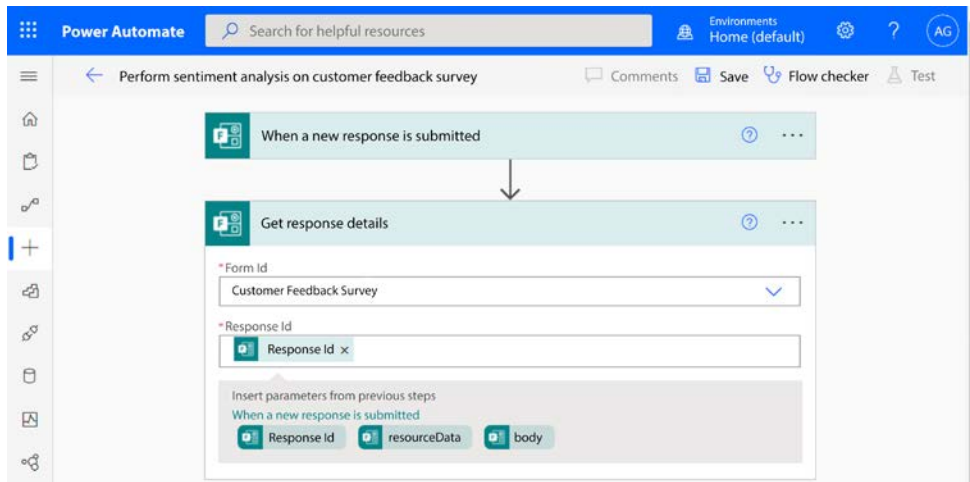 Power Automate
Search for helpful resources
Environments
Home (default)
?
AG
Perform sentiment analysis on customer feedback survey
Comments
Save
Flow checker
Test
F
When a new response is submitted
?
...
F
Get response details
?
...
*Form Id
Customer Feedback Survey
*Response Id
Response Id ×
Insert parameters from previous steps
When a new response is submitted
Response Id
resourceData
body